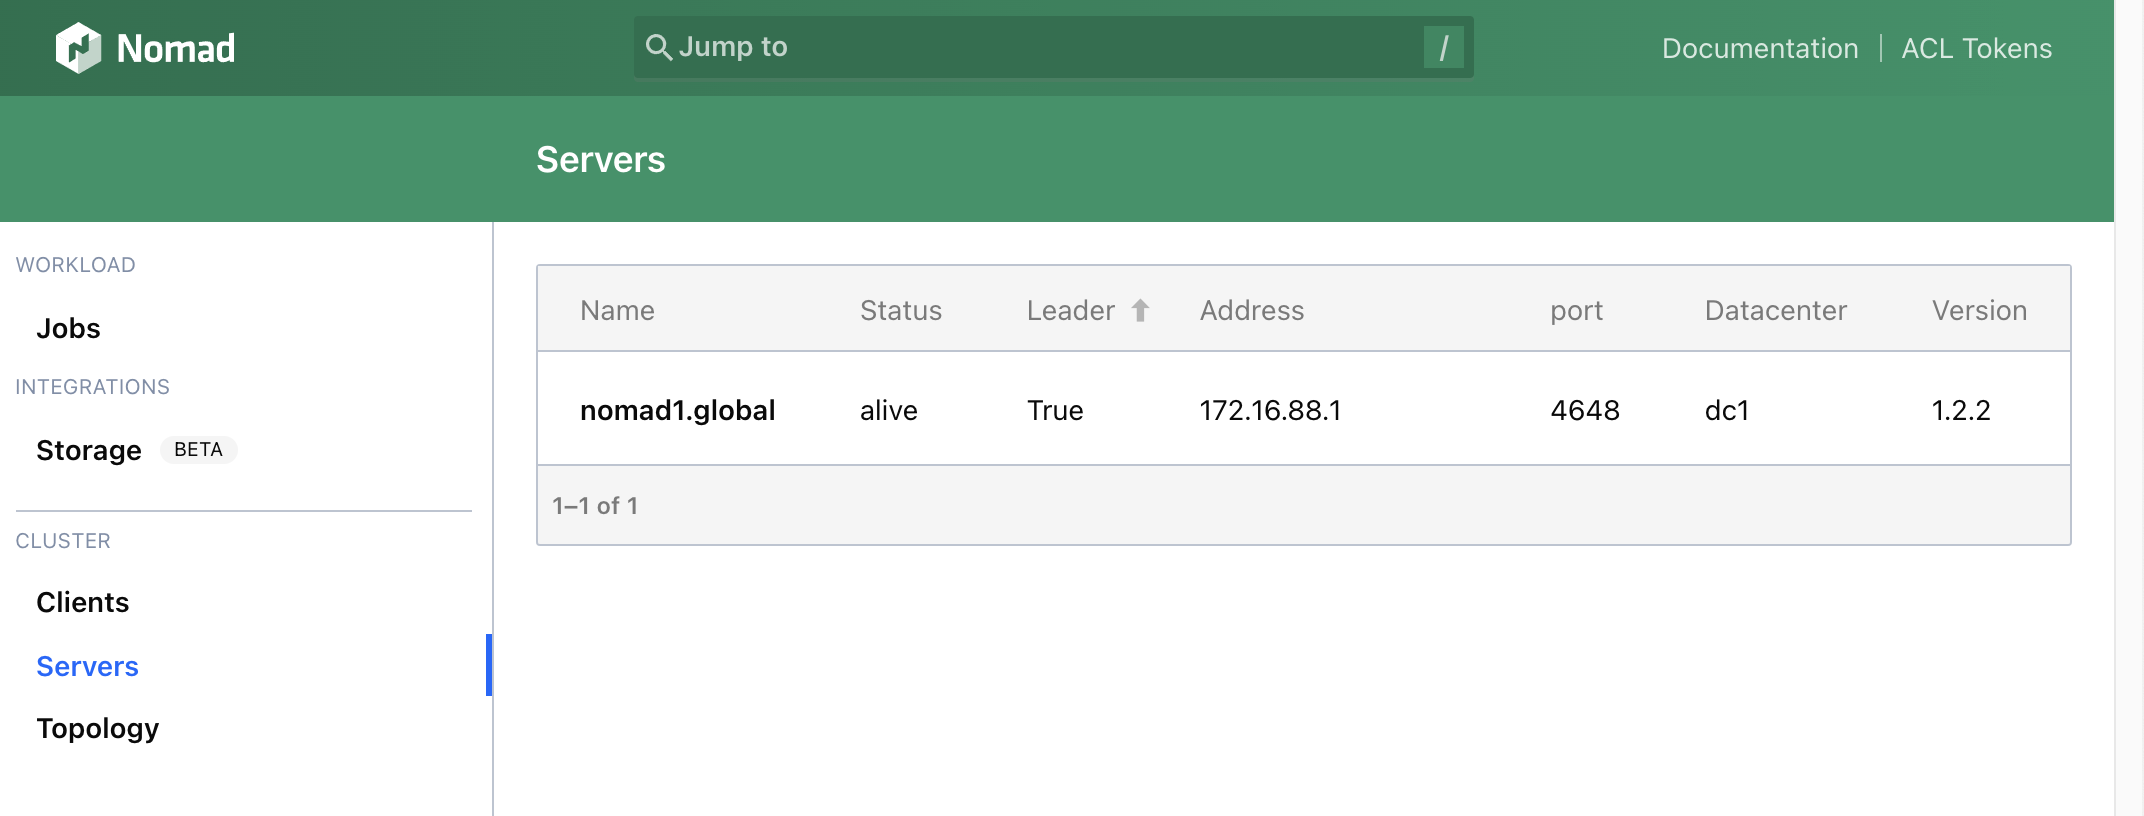 Nomad
Jump to /
Documentation ACL Tokens
Servers
WORKLOAD
Jobs
INTEGRATIONS
Storage BETA
CLUSTER
Clients
Servers
Topology
Name Status Leader Address port Datacenter Version
nomad1.global alive True 172.16.88.1 4648 dc1 1.2.2
1–1 of 1